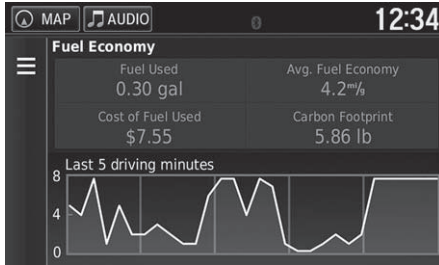 MAP AUDIO 12:34
Fuel Economy
Fuel Used Avg. Fuel Economy
0.30 gal 4.2mi/g
Cost of Fuel Used Carbon Footprint
$7.55 5.86 lb
Last 5 driving minutes
8
4
0